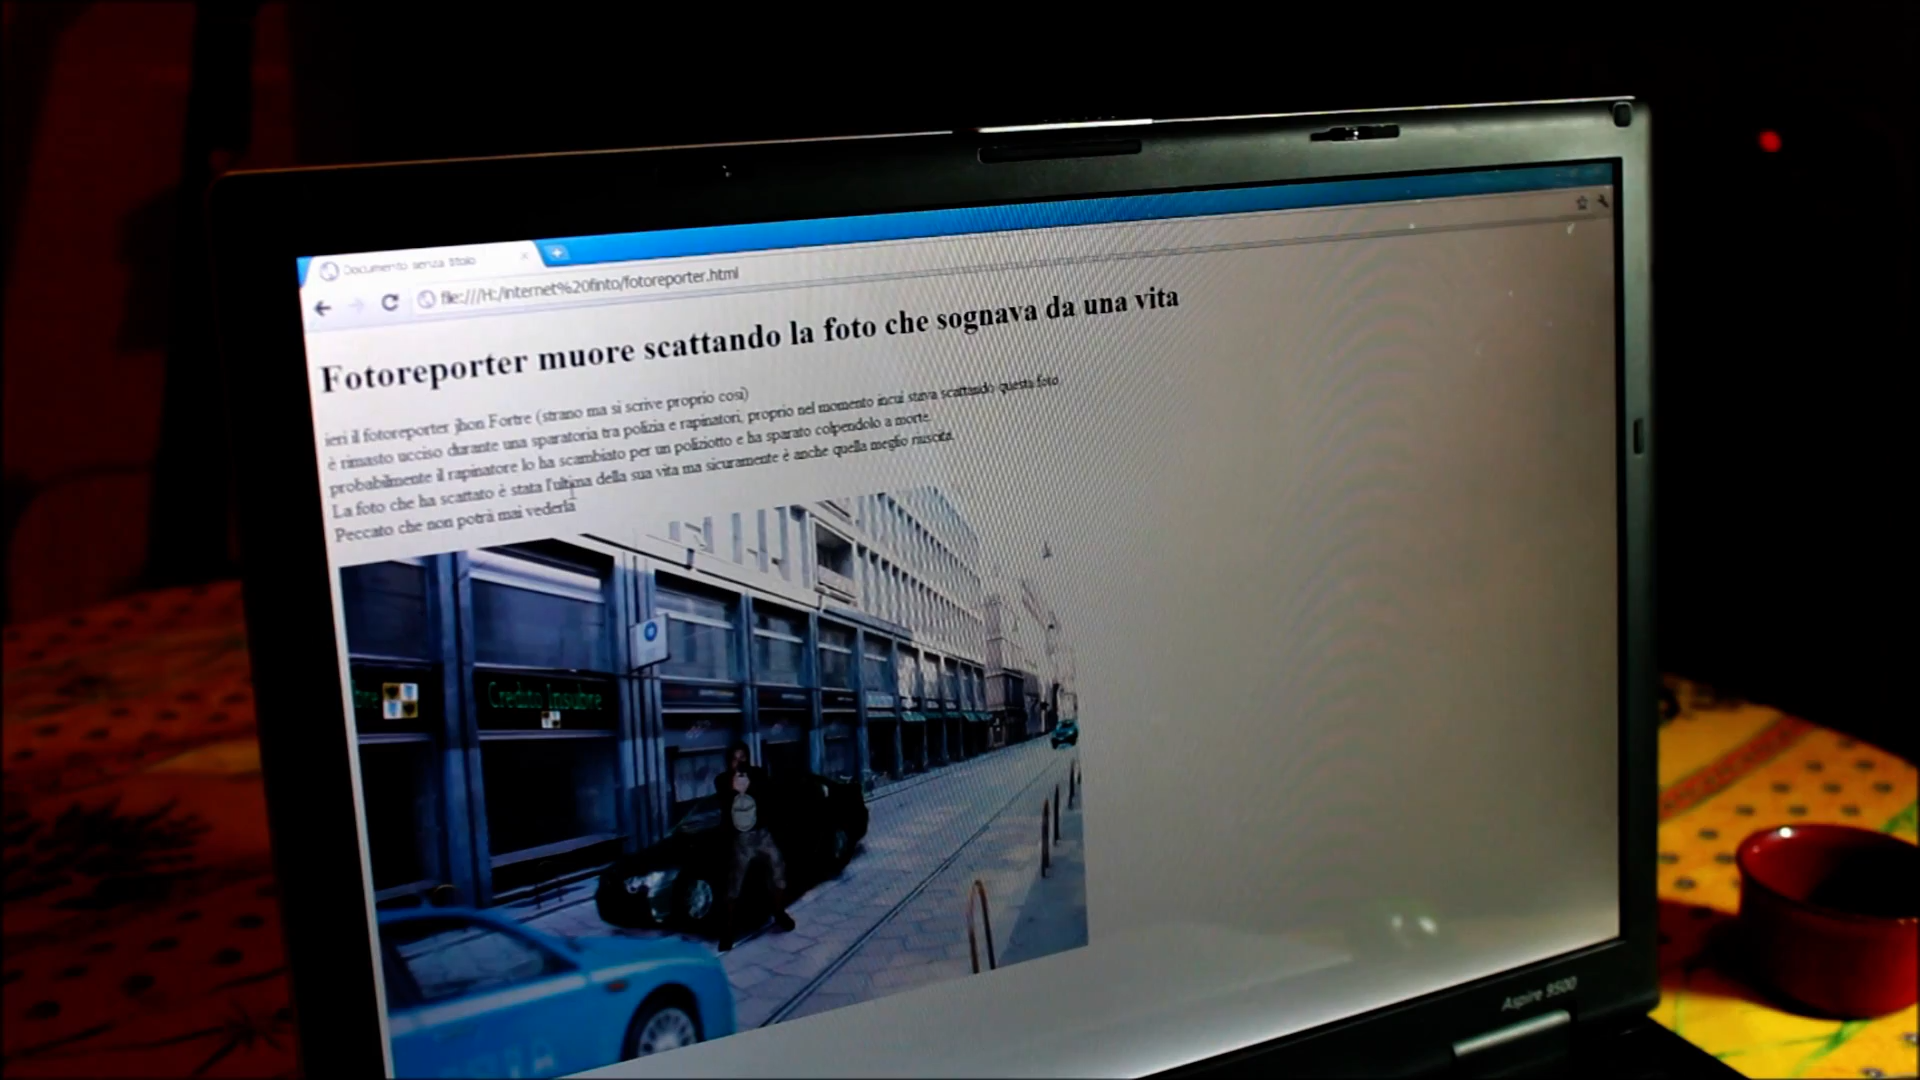 Documento senza titolo
file:///H:/internet%20finto/fotoreporter.html
Fotoreporter muore scattando la foto che sognava da una vita
ieri il fotoreporter jhon Fortre (strano ma si scrive proprio così)
è rimasto ucciso durante una sparatoria tra polizia e rapinatori, proprio nel momento incui stava scattando questa foto
probabilmente il rapinatore lo ha scambiato per un poliziotto e ha sparato colpendolo a morte.
La foto che ha scattato è stata l'ultima della sua vita ma sicuramente è anche quella meglio riuscita.
Peccato che non potrà mai vederla
bre
Credito Insubre
Aspire 9500